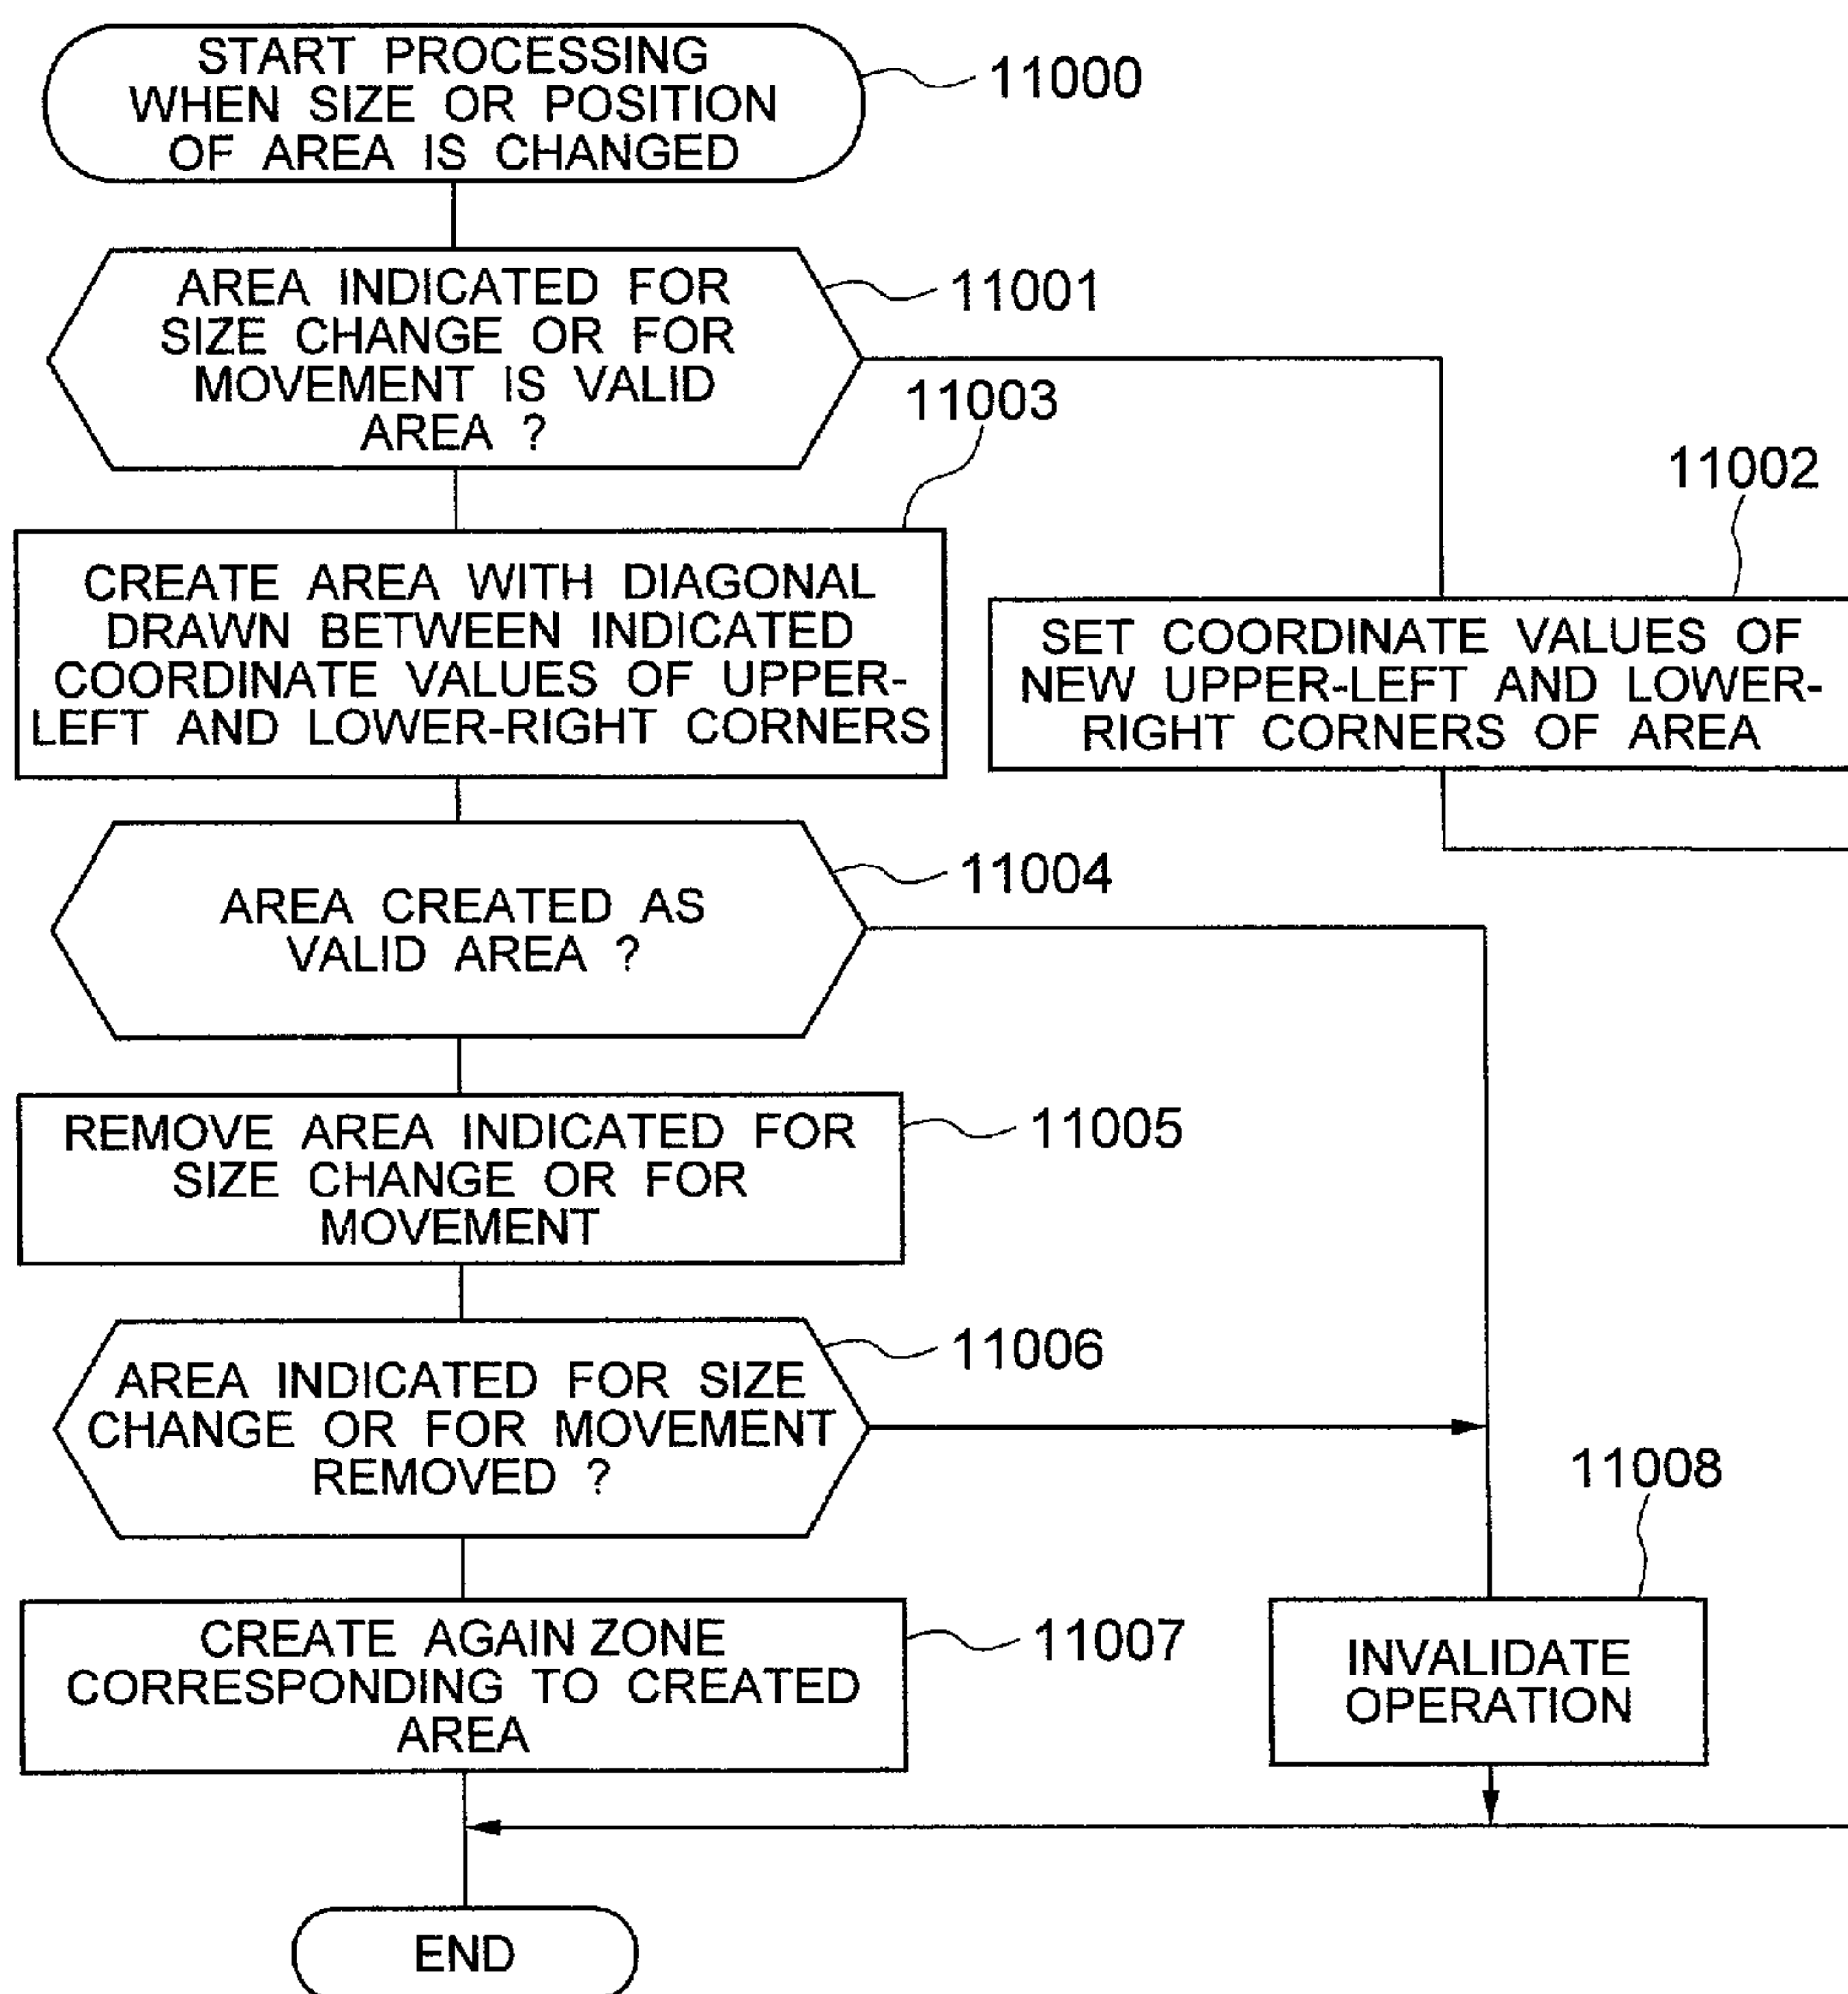 START PROCESSING
WHEN SIZE OR POSITION
OF AREA IS CHANGED
11000
AREA INDICATED FOR
SIZE CHANGE OR FOR
MOVEMENT IS VALID
AREA ?
11001
11003
11002
CREATE AREA WITH DIAGONAL
DRAWN BETWEEN INDICATED
COORDINATE VALUES OF UPPER-
LEFT AND LOWER-RIGHT CORNERS
SET COORDINATE VALUES OF
NEW UPPER-LEFT AND LOWER-
RIGHT CORNERS OF AREA
AREA CREATED AS
VALID AREA ?
11004
REMOVE AREA INDICATED FOR
SIZE CHANGE OR FOR
MOVEMENT
11005
AREA INDICATED FOR SIZE
CHANGE OR FOR MOVEMENT
REMOVED ?
11006
11008
CREATE AGAIN ZONE
CORRESPONDING TO CREATED
AREA
11007
INVALIDATE
OPERATION
END